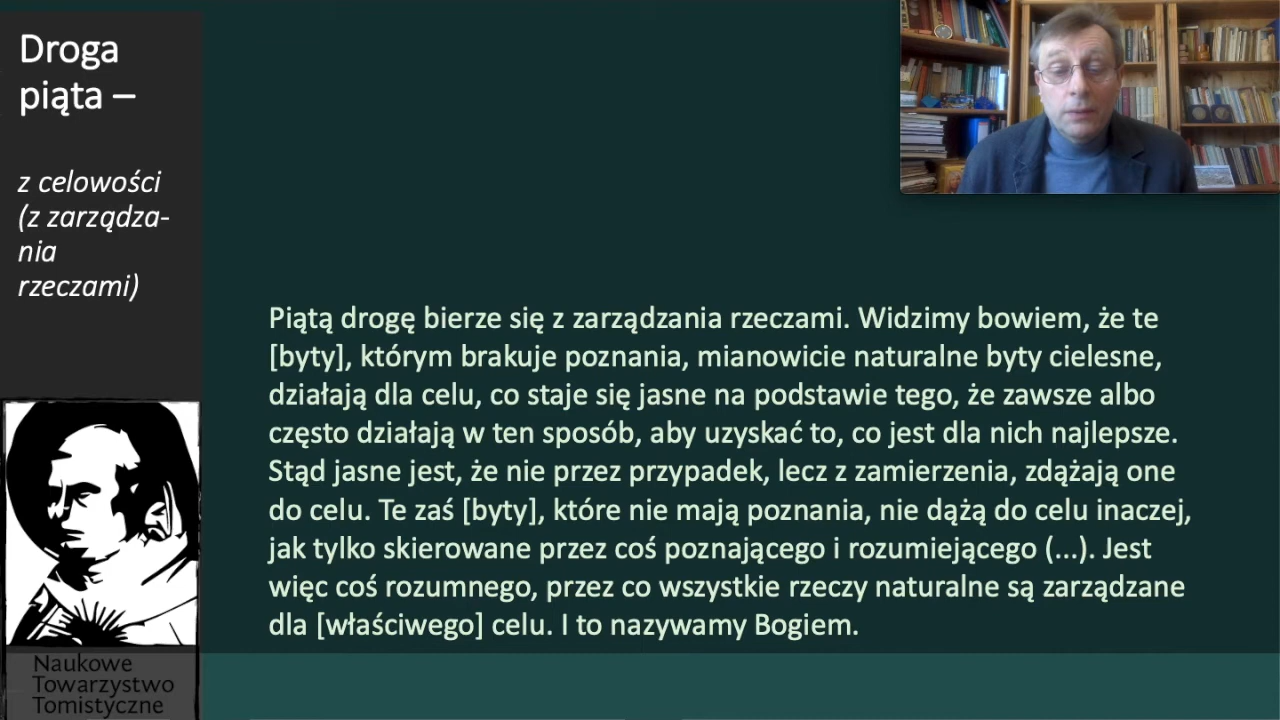 Droga
piąta –
z celowości
(z zarządza-
nia
rzeczami)
Piątą drogę bierze się z zarządzania rzeczami. Widzimy bowiem, że te
[byty], którym brakuje poznania, mianowicie naturalne byty cielesne,
działają dla celu, co staje się jasne na podstawie tego, że zawsze albo
często działają w ten sposób, aby uzyskać to, co jest dla nich najlepsze.
Stąd jasne jest, że nie przez przypadek, lecz z zamierzenia, zdążają one
do celu. Te zaś [byty], które nie mają poznania, nie dążą do celu inaczej,
jak tylko skierowane przez coś poznającego i rozumiejącego (...). Jest
więc coś rozumnego, przez co wszystkie rzeczy naturalne są zarządzane
dla [właściwego] celu. I to nazywamy Bogiem.
Naukowe
Towarzystwo
Tomistyczne